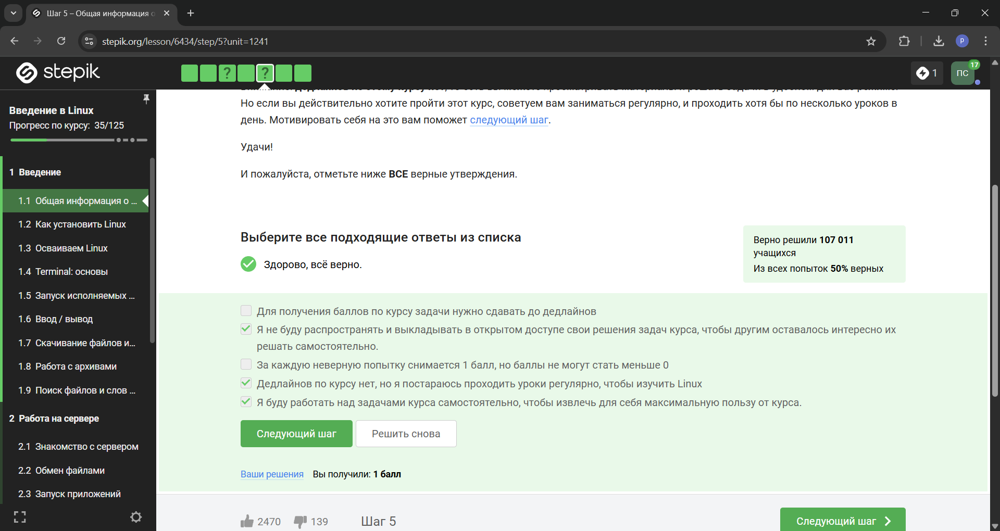 Шаг 5 – Общая информация о
stepik.org/lesson/6434/step/5?unit=1241
P
stepik
?
?
1
ПС
17
Введение в Linux
Прогресс по курсу: 35/125
1 Введение
1.1 Общая информация о ...
1.2 Как установить Linux
1.3 Осваиваем Linux
1.4 Terminal: основы
1.5 Запуск исполняемых ...
1.6 Ввод / вывод
1.7 Скачивание файлов и...
1.8 Работа с архивами
1.9 Поиск файлов и слов ...
2 Работа на сервере
2.1 Знакомство с сервером
2.2 Обмен файлами
2.3 Запуск приложений
Но если вы действительно хотите пройти этот курс, советуем вам заниматься регулярно, и проходить хотя бы по несколько уроков в
день. Мотивировать себя на это вам поможет следующий шаг.
Удачи!
И пожалуйста, отметьте ниже ВСЕ верные утверждения.
Выберите все подходящие ответы из списка
Здорово, всё верно.
Верно решили 107 011
учащихся
Из всех попыток 50% верных
Для получения баллов по курсу задачи нужно сдавать до дедлайнов
Я не буду распространять и выкладывать в открытом доступе свои решения задач курса, чтобы другим оставалось интересно их
решать самостоятельно.
За каждую неверную попытку снимается 1 балл, но баллы не могут стать меньше 0
Дедлайнов по курсу нет, но я постараюсь проходить уроки регулярно, чтобы изучить Linux
Я буду работать над задачами курса самостоятельно, чтобы извлечь для себя максимальную пользу от курса.
Следующий шаг
Решить снова
Ваши решения Вы получили: 1 балл
2470
139
Шаг 5
Следующий шаг